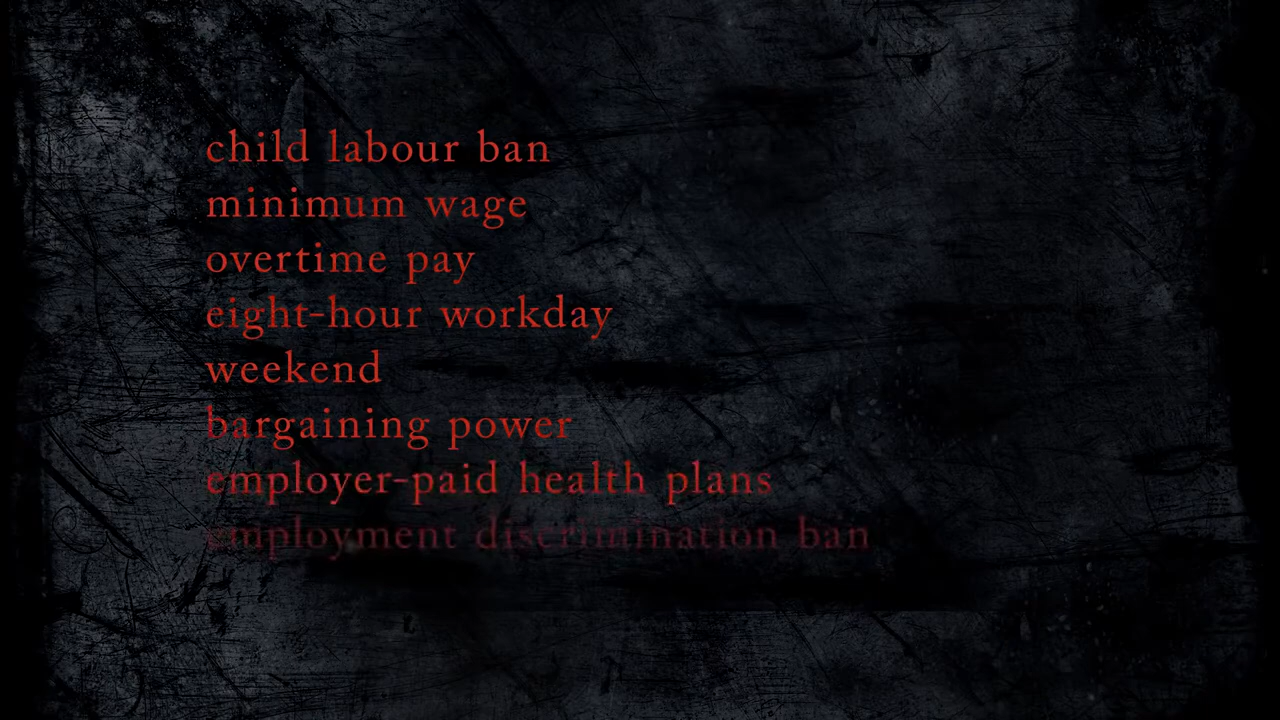 child labour ban
minimum wage
overtime pay
eight-hour workday
weekend
bargaining power
employer-paid health plans
employment discrimination ban